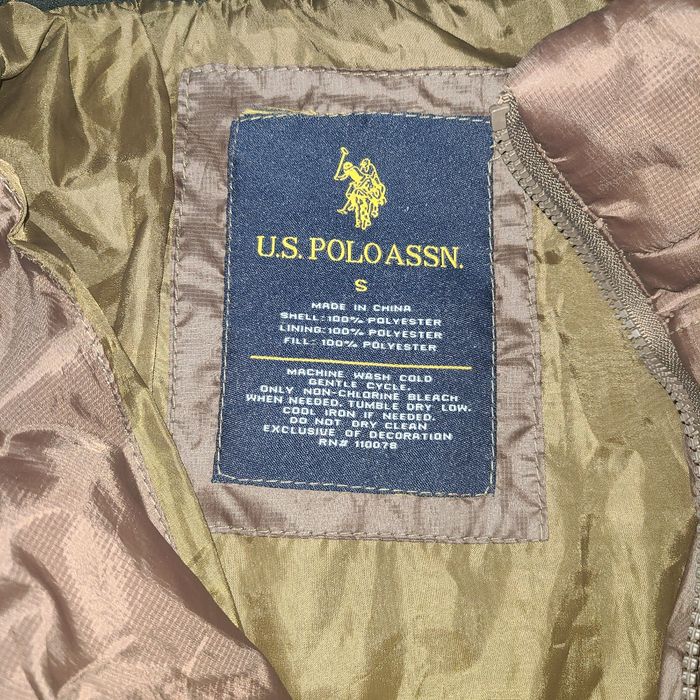 U.S. POLO ASSN.
S
MADE IN CHINA
SHELL: 100% POLYESTER
LINING: 100% POLYESTER
FILL: 100% POLYESTER
MACHINE WASH COLD
GENTLE CYCLE.
ONLY NON-CHLORINE BLEACH
WHEN NEEDED. TUMBLE DRY LOW.
COOL IRON IF NEEDED.
DO NOT DRY CLEAN
EXCLUSIVE OF DECORATION
RN# 110078